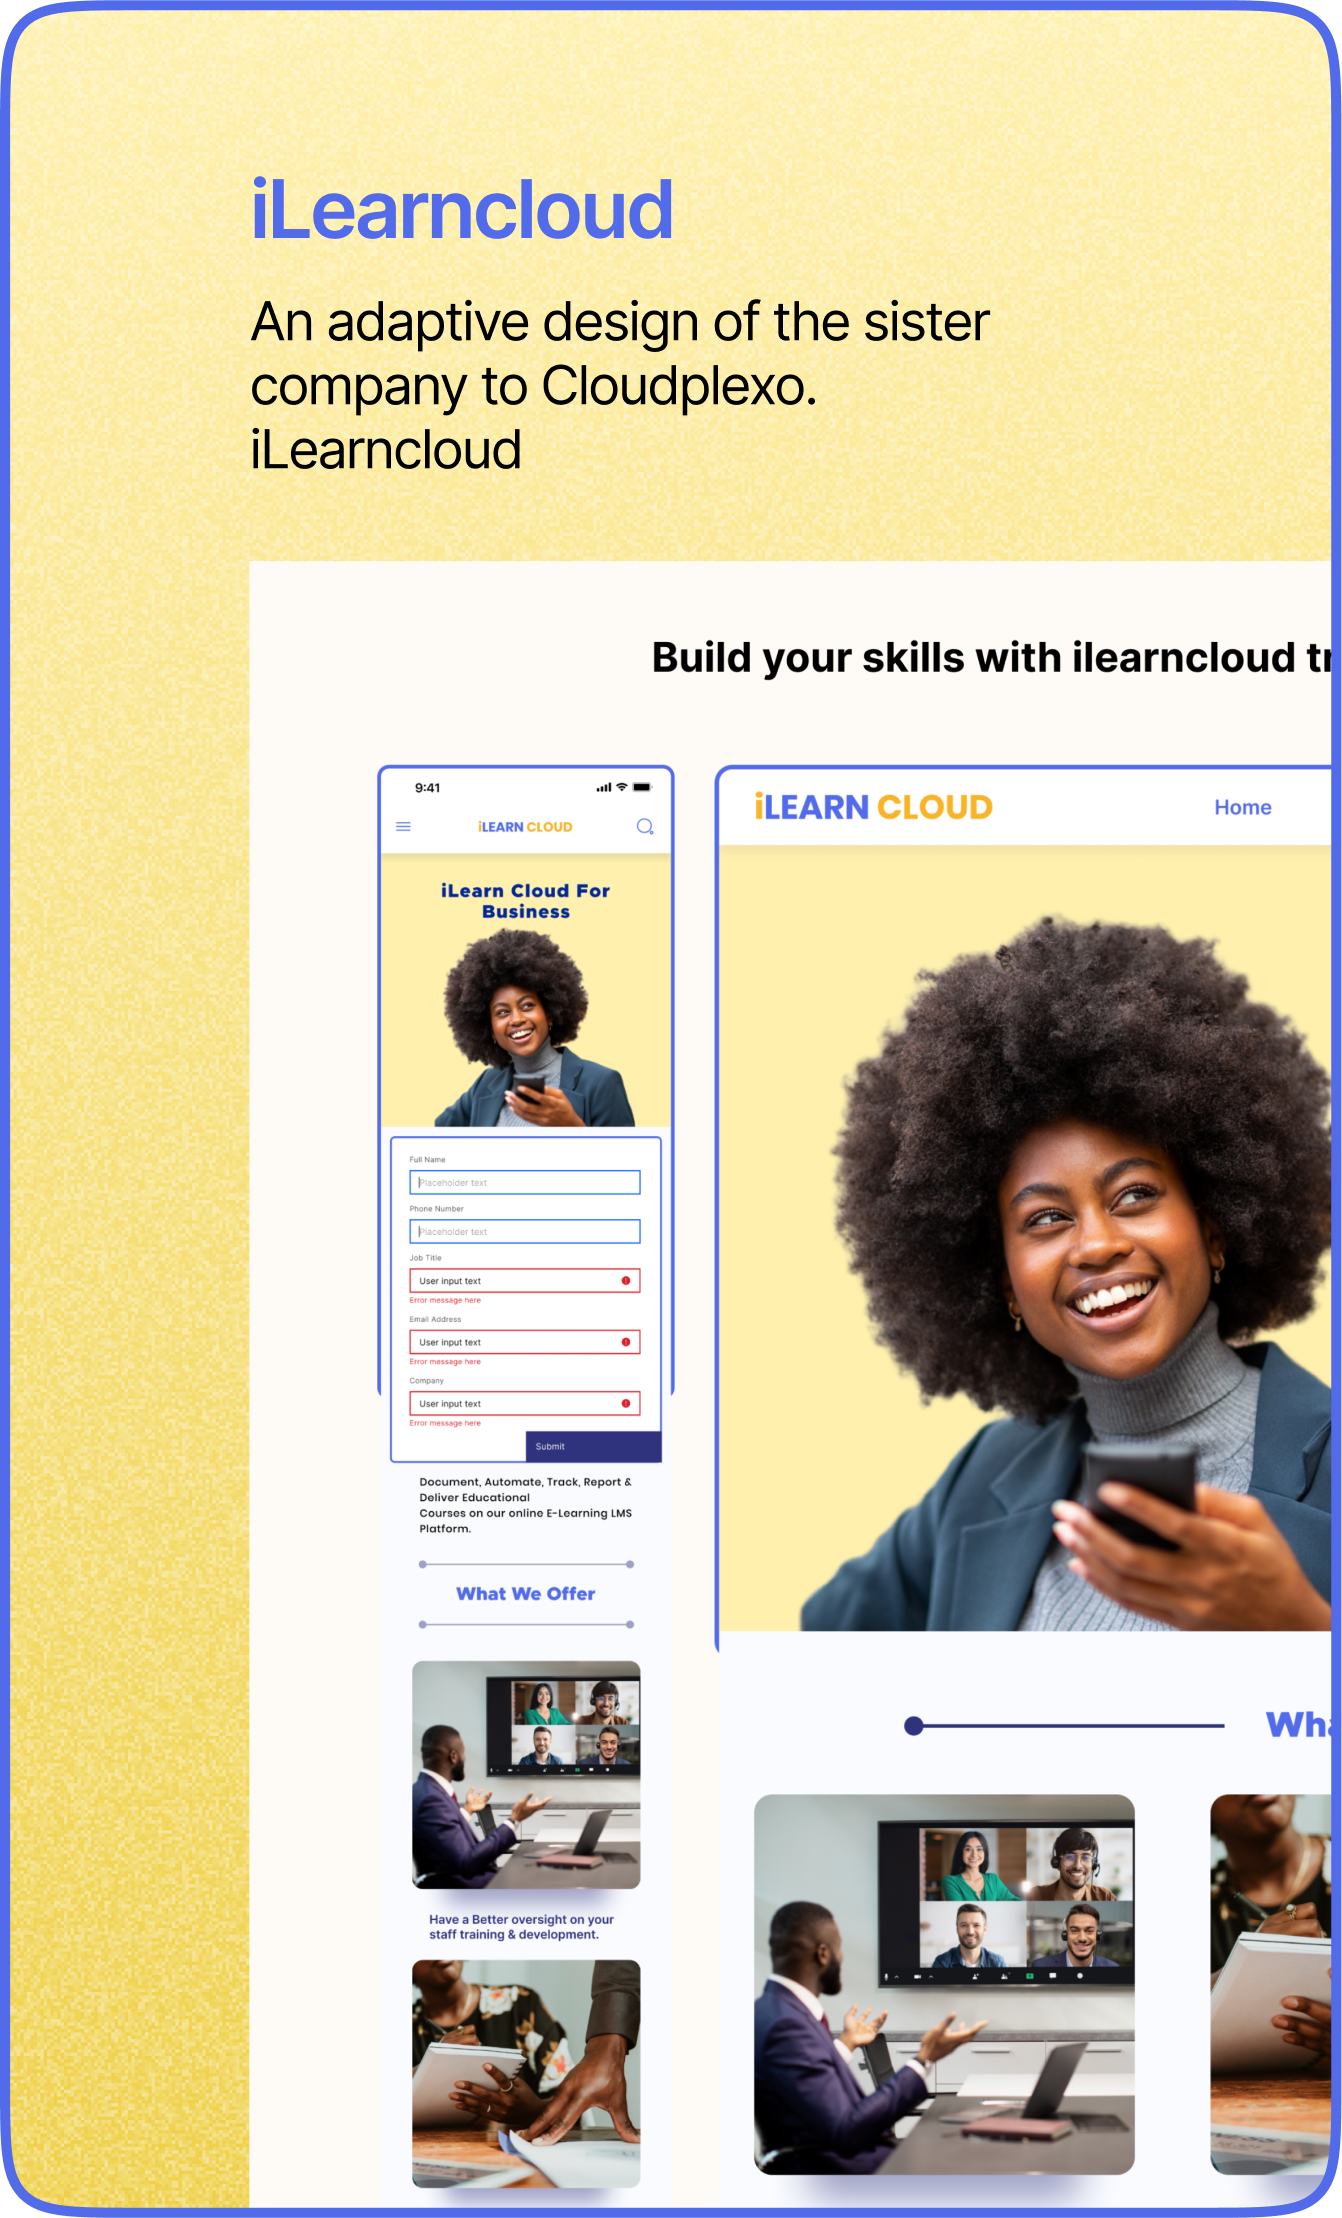 iLearncloud
An adaptive design of the sister
company to Cloudplexo.
iLearncloud
Build your skills with ilearncloud
9:41
iLEARN CLOUD
iLearn Cloud For
Business
Full Name
Placeholder text
Phone Number
Placeholder text
Job Title
User input text
Error message here
Email Address
User input text
Error message here
Company
User input text
Error message here
Submit
Document, Automate, Track, Report &
Deliver Educational
Courses on our online E-Learning LMS
Platform.
What We Offer
Have a Better oversight on your
staff training & development.
iLEARN CLOUD
Home